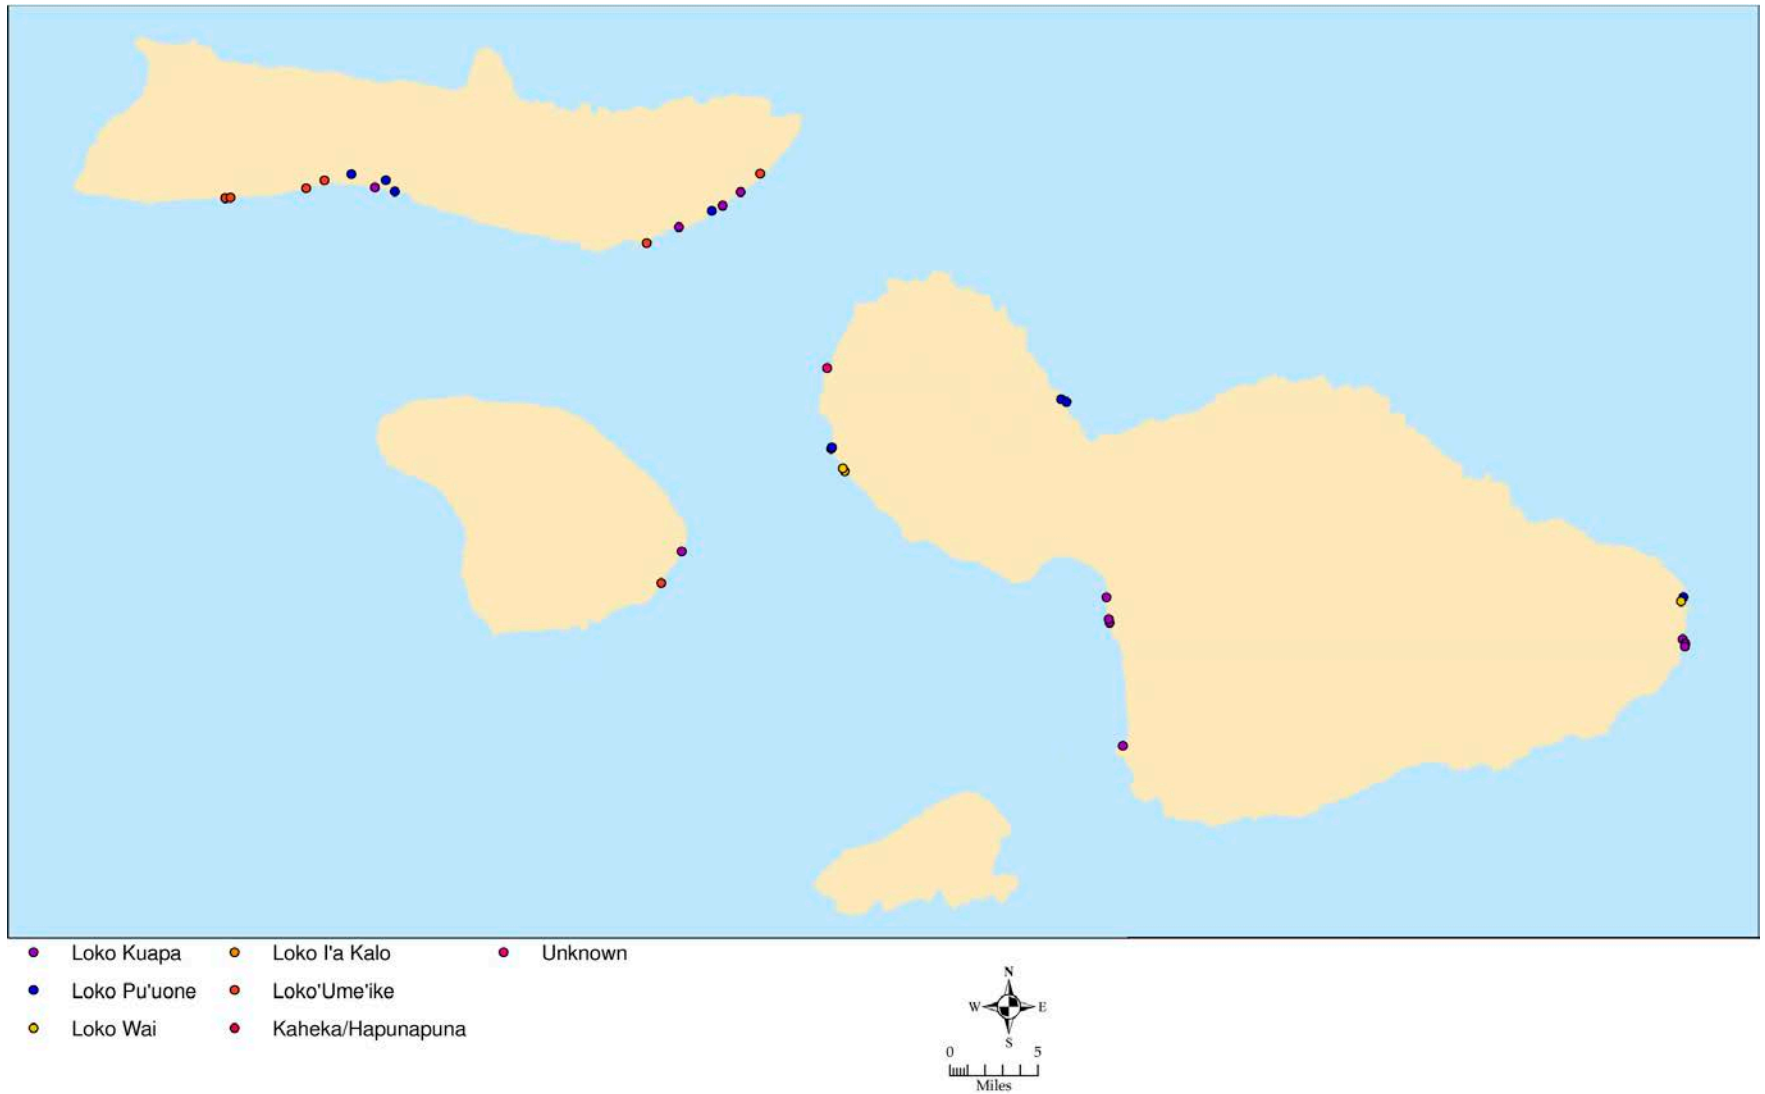 Loko Kuapa
Loko I'a Kalo
Unknown
Loko Pu'uone
Loko'Ume'ike
Loko Wai
Kaheka/Hapunapuna
N
W E
S
0 5
Miles